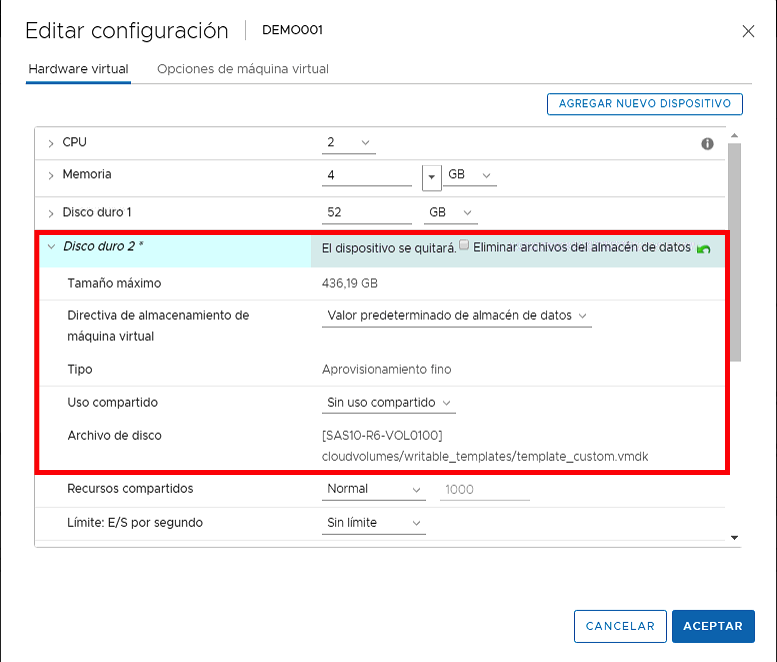 Editar configuración DEMO001
Hardware virtual Opciones de máquina virtual
AGREGAR NUEVO DISPOSITIVO
CPU 2
Memoria 4 GB
Disco duro 1 52 GB
Disco duro 2 * El dispositivo se quitará. Eliminar archivos del almacén de datos
Tamaño máximo 436,19 GB
Directiva de almacenamiento de Valor predeterminado de almacén de datos
máquina virtual
Tipo Aprovisionamiento fino
Uso compartido Sin uso compartido
Archivo de disco [SAS10-R6-VOL0100]
cloudvolumes/writable_templates/template_custom.vmdk
Recursos compartidos Normal 1000
Límite: E/S por segundo Sin límite
CANCELAR ACEPTAR